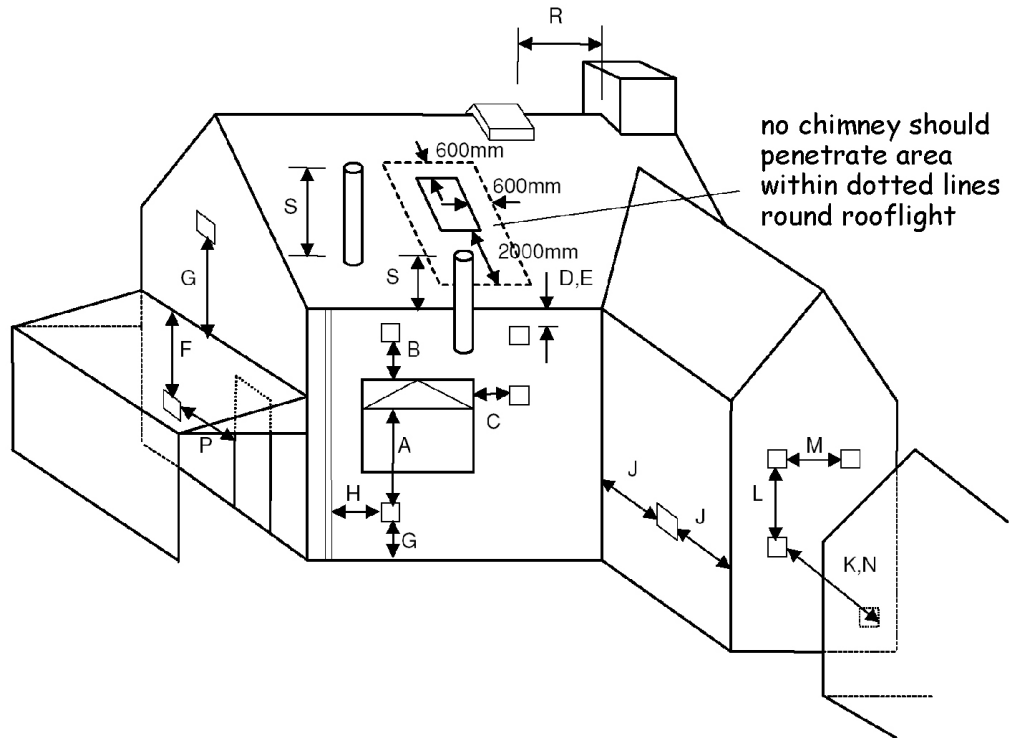 R
no chimney should
penetrate area
within dotted lines
round rooflight
600mm
600mm
S
2000mm
S
D,E
G
F
B
C
A
P
H
G
J
J
M
L
K,N